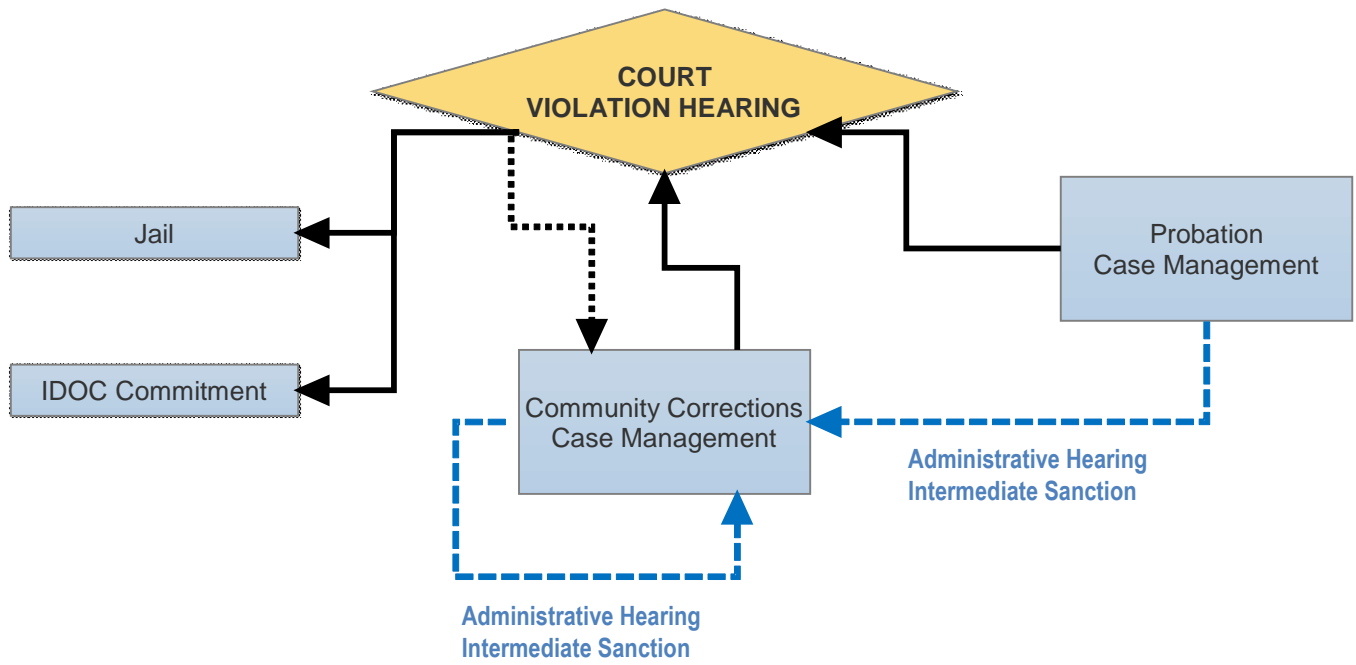 COURT
VIOLATION HEARING
Jail
Probation
Case Management
IDOC Commitment
Community Corrections
Case Management
Administrative Hearing
Intermediate Sanction
Administrative Hearing
Intermediate Sanction